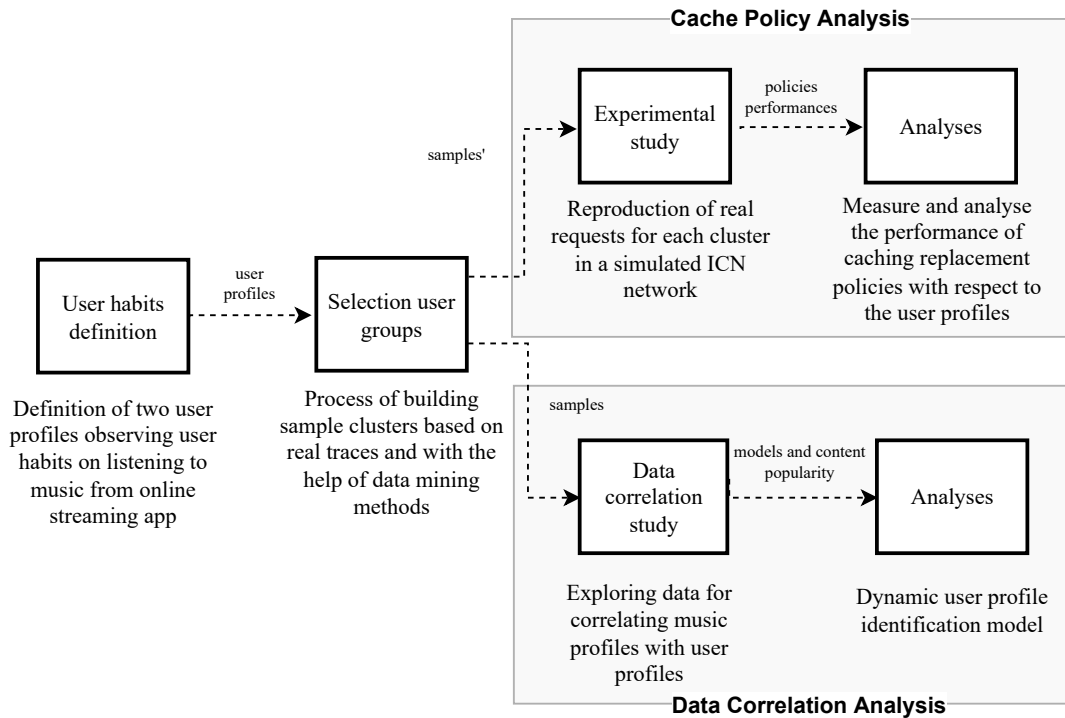 Cache Policy Analysis
samples'
Experimental
study
policies
performances
Analyses
Reproduction of real
requests for each cluster
in a simulated ICN
network
Measure and analyse
the performance of
caching replacement
policies with respect to
the user profiles
User habits
definition
user
profiles
Selection user
groups
Definition of two user
profiles observing user
habits on listening to
music from online
streaming app
Process of building
sample clusters based on
real traces and with the
help of data mining
methods
samples
Data
correlation
study
models and content
popularity
Analyses
Exploring data for
correlating music
profiles with user
profiles
Dynamic user profile
identification model
Data Correlation Analysis